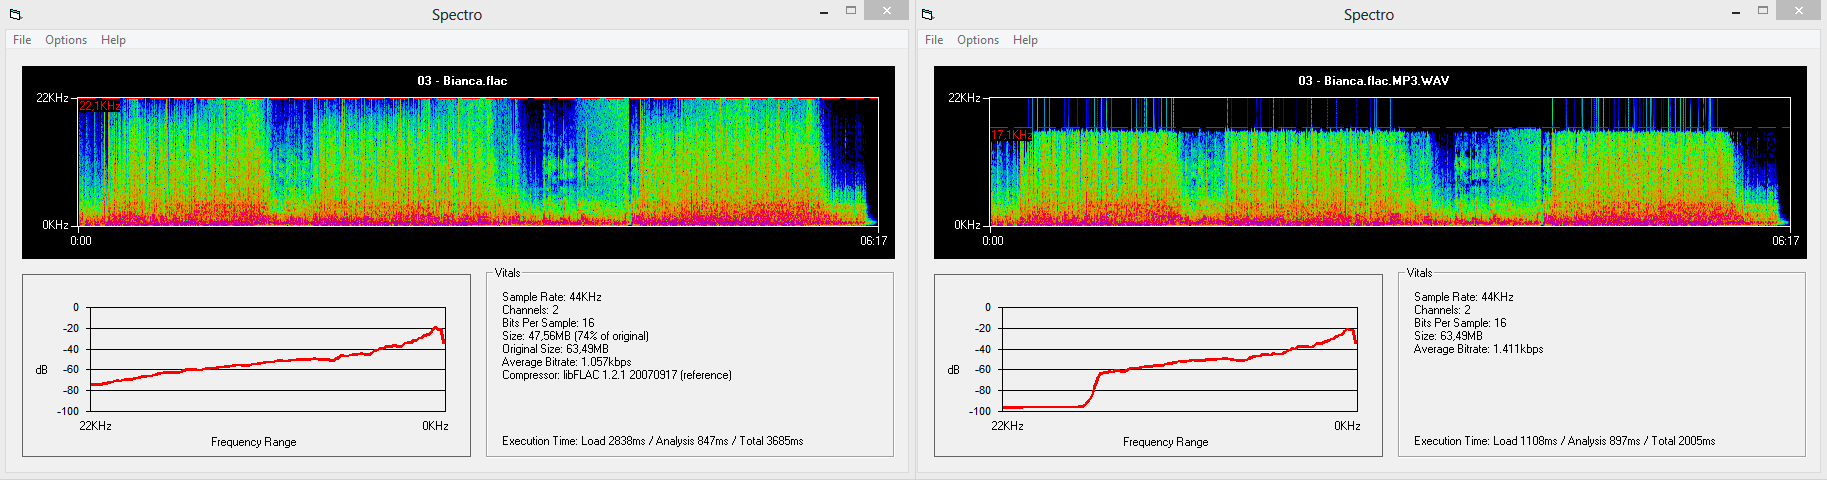 Spectro
File Options Help
03 - Bianca.flac
22KHz
22,1KHz
0KHz
0:00
06:17
0
-20
-40
dB
-60
-80
-100
22KHz
0KHz
Frequency Range
Vitals
Sample Rate: 44KHz
Channels: 2
Bits Per Sample: 16
Size: 47,56MB (74% of original)
Original Size: 63,49MB
Average Bitrate: 1.057kbps
Compressor: libFLAC 1.2.1 20070917 (reference)
Execution Time: Load 2838ms / Analysis 847ms / Total 3685ms
Spectro
File Options Help
03 - Bianca.flac.MP3.WAV
22KHz
17,1KHz
0KHz
0:00
06:17
0
-20
-40
dB
-60
-80
-100
22KHz
0KHz
Frequency Range
Vitals
Sample Rate: 44KHz
Channels: 2
Bits Per Sample: 16
Size: 63,49MB
Average Bitrate: 1.411kbps
Execution Time: Load 1108ms / Analysis 897ms / Total 2005ms